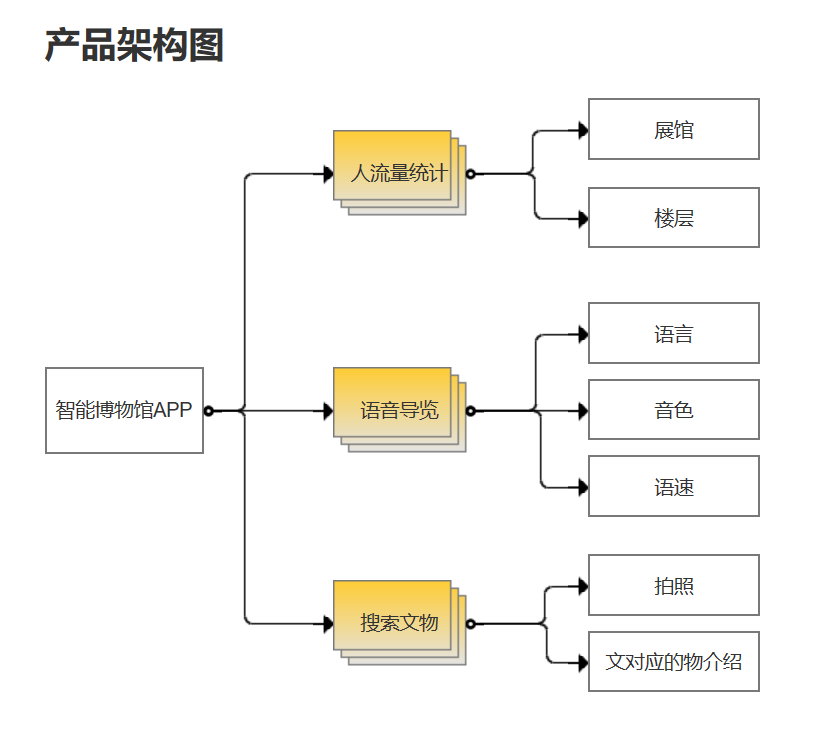 产品架构图
展馆
人流量统计
楼层
语言
智能博物馆APP
语音导览
音色
语速
拍照
搜索文物
文对应的物介绍